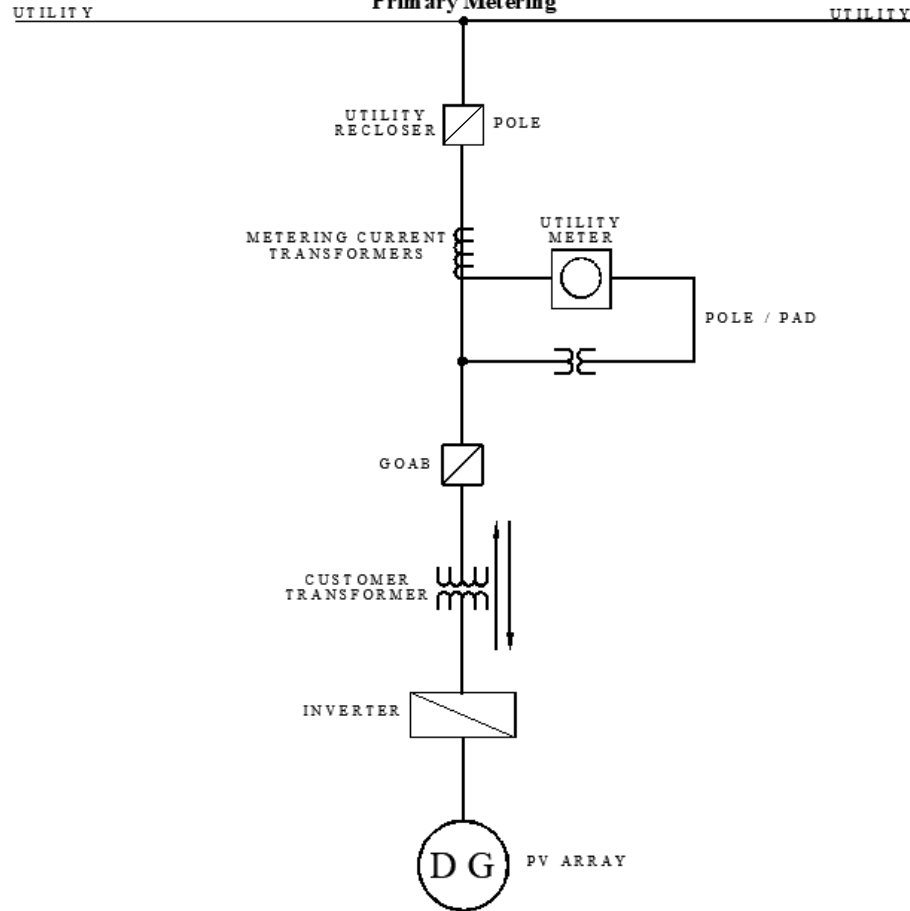 Primary Metering
UTILITY
UTILITY
UTILITY
RECLOSER
POLE
METERING CURRENT
TRANSFORMERS
UTILITY
METER
POLE / PAD
GOAB
CUSTOMER
TRANSFORMER
INVERTER
DG
PV ARRAY